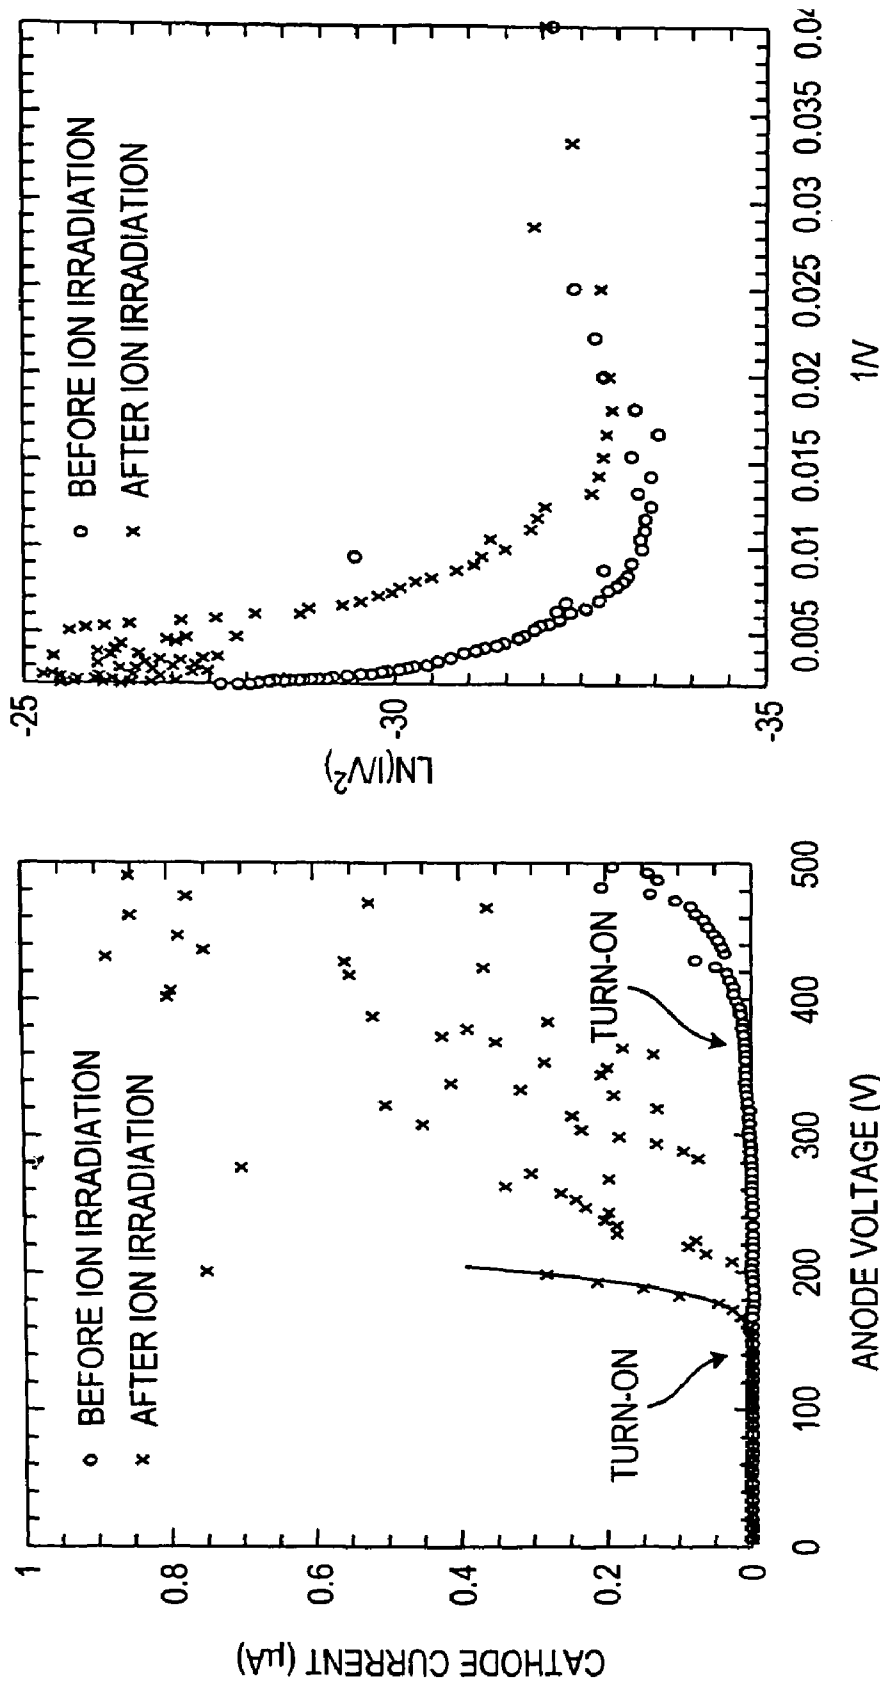 CATHODE CURRENT (µA)
1
0.8
0.6
0.4
0.2
0
o BEFORE ION IRRADIATION
x AFTER ION IRRADIATION
TURN-ON
TURN-ON
0
100
200
300
400
500
ANODE VOLTAGE (V)
LN(I/V²)
-25
-30
-35
o BEFORE ION IRRADIATION
x AFTER ION IRRADIATION
0.005
0.01
0.015
0.02
0.025
0.03
0.035
0.04
1/V